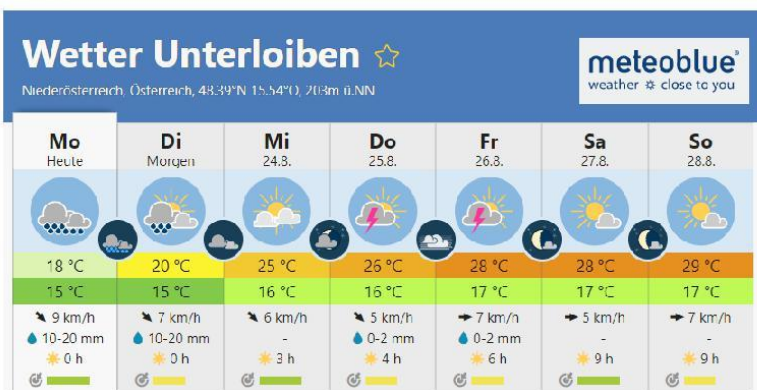 Wetter Unterloiben
Niederösterreich, Österreich, 48.39°N 15.54°O, 203m ü.NN
meteoblue®
weather close to you
Mo Di Mi Do Fr Sa So
Heute Morgen 24.8. 25.8. 26.8. 27.8. 28.8.
18 °C 20 °C 25 °C 26 °C 28 °C 28 °C 29 °C
15 °C 15 °C 16 °C 16 °C 17 °C 17 °C 17 °C
9 km/h 7 km/h 6 km/h 5 km/h 7 km/h 5 km/h 7 km/h
10-20 mm 10-20 mm - 0-2 mm 0-2 mm - -
0 h 0 h 3 h 4 h 6 h 9 h 9 h